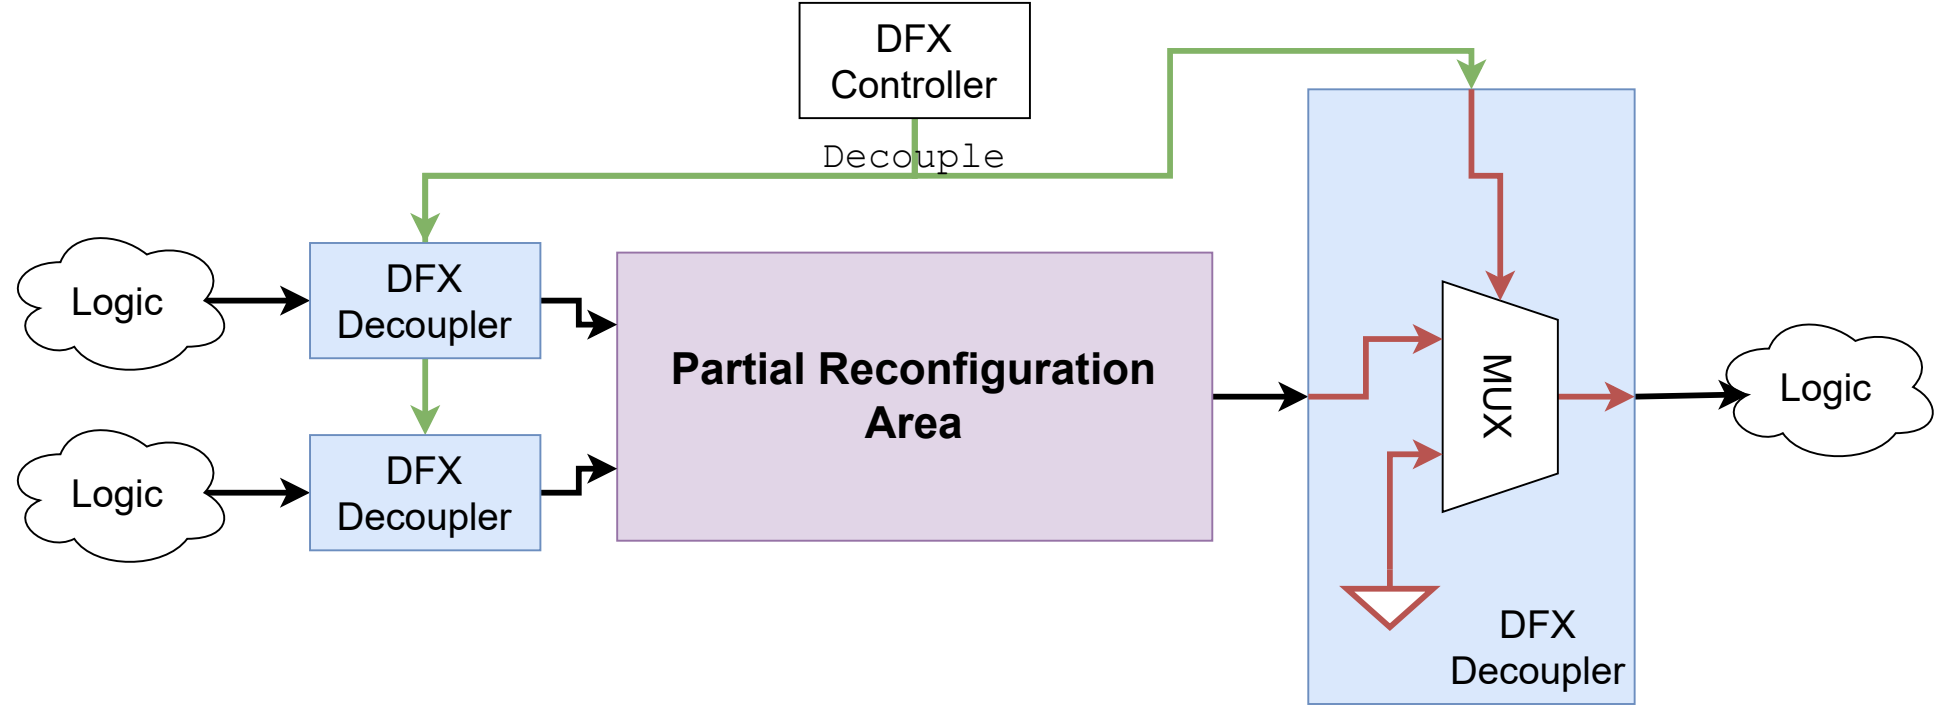 DFX
Controller
Decouple
Logic
DFX
Decoupler
Logic
DFX
Decoupler
Partial Reconfiguration
Area
MUX
DFX
Decoupler
Logic